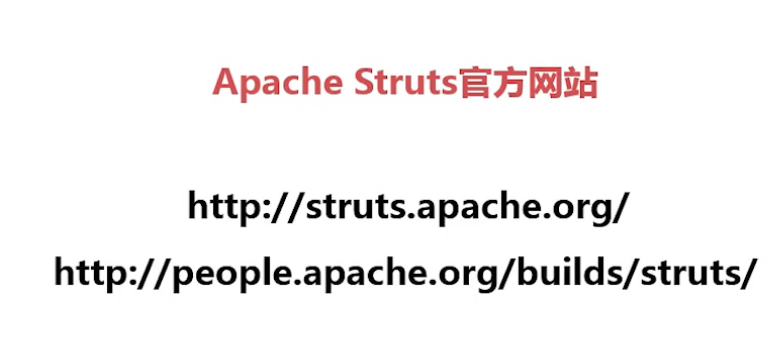 Apache Struts官方网站
http://struts.apache.org/
http://people.apache.org/builds/struts/